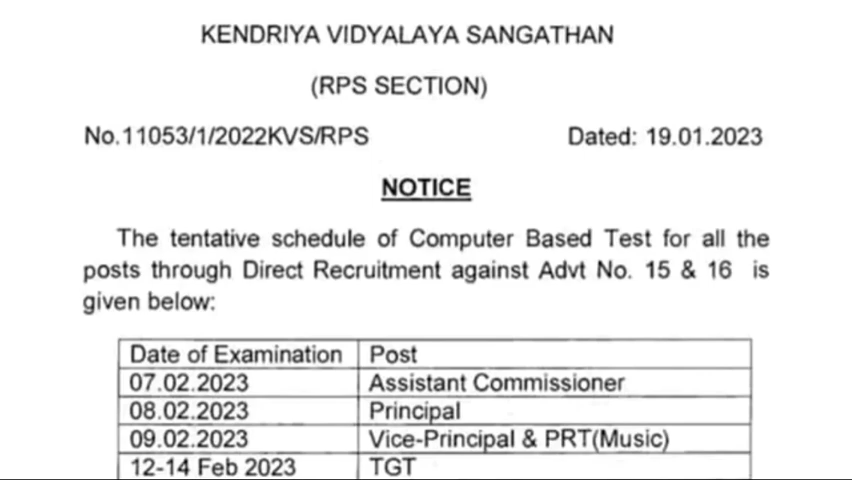 KENDRIYA VIDYALAYA SANGATHAN
(RPS SECTION)
No.11053/1/2022KVS/RPS Dated: 19.01.2023
NOTICE
The tentative schedule of Computer Based Test for all the
posts through Direct Recruitment against Advt No. 15 & 16 is
given below:
Date of Examination Post
07.02.2023 Assistant Commissioner
08.02.2023 Principal
09.02.2023 Vice-Principal & PRT(Music)
12-14 Feb 2023 TGT